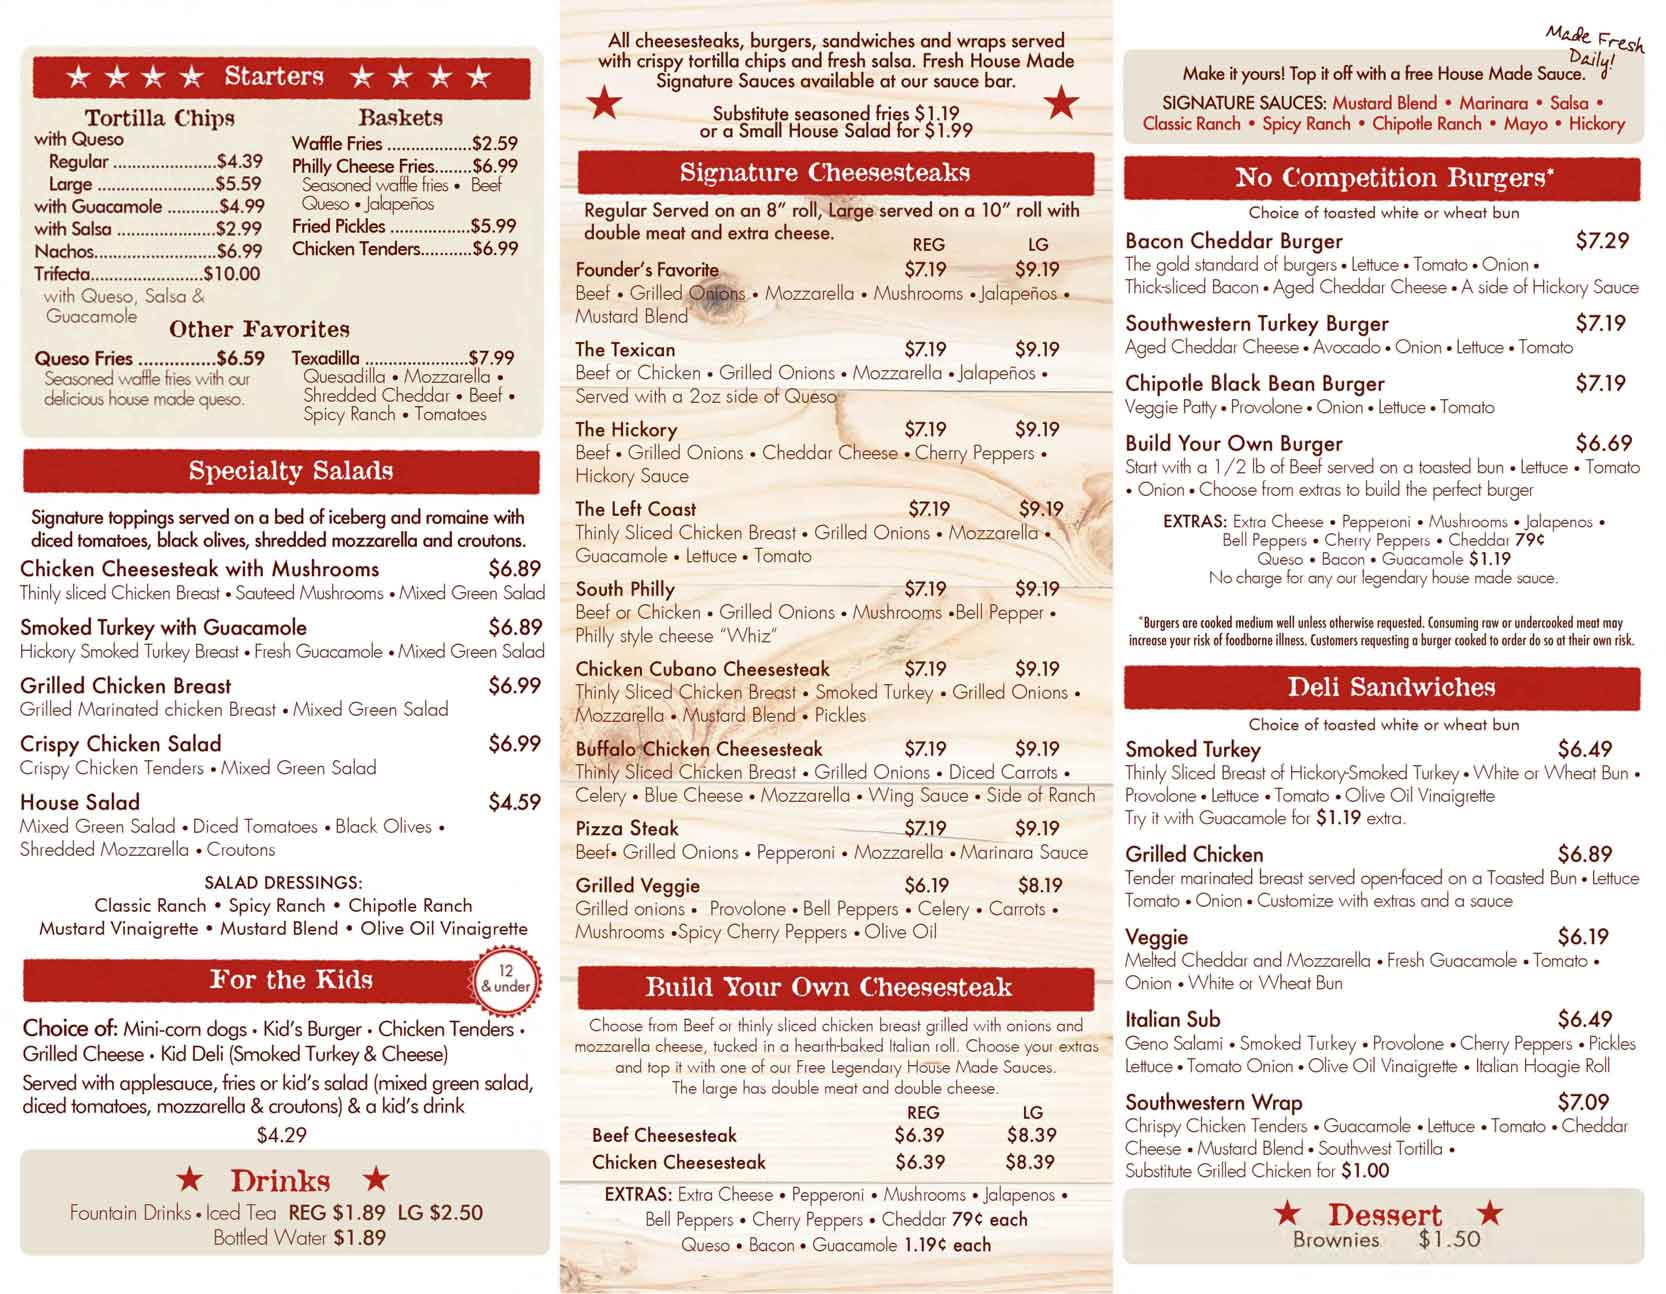 Starters
Tortilla Chips
with Queso
Regular ......................$4.39
Large .........................$5.59
with Guacamole ...........$4.99
with Salsa .....................$2.99
Nachos..........................$6.99
Trifecta........................$10.00
with Queso, Salsa &
Guacamole
Baskets
Waffle Fries ..................$2.59
Philly Cheese Fries........$6.99
Seasoned waffle fries • Beef
Queso • Jalapeños
Fried Pickles .................$5.99
Chicken Tenders...........$6.99
Other Favorites
Queso Fries ...............$6.59
Seasoned waffle fries with our
delicious house made queso.
Texadilla ......................$7.99
Quesadilla • Mozzarella •
Shredded Cheddar • Beef •
Spicy Ranch • Tomatoes
Specialty Salads
Signature toppings served on a bed of iceberg and romaine with
diced tomatoes, black olives, shredded mozzarella and croutons.
Chicken Cheesesteak with Mushrooms $6.89
Thinly sliced Chicken Breast • Sauteed Mushrooms • Mixed Green Salad
Smoked Turkey with Guacamole $6.89
Hickory Smoked Turkey Breast • Fresh Guacamole • Mixed Green Salad
Grilled Chicken Breast $6.99
Grilled Marinated chicken Breast • Mixed Green Salad
Crispy Chicken Salad $6.99
Crispy Chicken Tenders • Mixed Green Salad
House Salad $4.59
Mixed Green Salad • Diced Tomatoes • Black Olives •
Shredded Mozzarella • Croutons
SALAD DRESSINGS:
Classic Ranch • Spicy Ranch • Chipotle Ranch
Mustard Vinaigrette • Mustard Blend • Olive Oil Vinaigrette
For the Kids
12
& under
Choice of: Mini-corn dogs • Kid's Burger • Chicken Tenders •
Grilled Cheese • Kid Deli (Smoked Turkey & Cheese)
Served with applesauce, fries or kid's salad (mixed green salad,
diced tomatoes, mozzarella & croutons) & a kid's drink
$4.29
Drinks
Fountain Drinks • Iced Tea REG $1.89 LG $2.50
Bottled Water $1.89
All cheesesteaks, burgers, sandwiches and wraps served
with crispy tortilla chips and fresh salsa. Fresh House Made
Signature Sauces available at our sauce bar.
Substitute seasoned fries $1.19
or a Small House Salad for $1.99
Signature Cheesesteaks
Regular Served on an 8" roll, Large served on a 10" roll with
double meat and extra cheese.
REG LG
Founder's Favorite $7.19 $9.19
Beef • Grilled Onions • Mozzarella • Mushrooms • Jalapeños •
Mustard Blend
The Texican $7.19 $9.19
Beef or Chicken • Grilled Onions • Mozzarella • Jalapeños •
Served with a 2oz side of Queso
The Hickory $7.19 $9.19
Beef • Grilled Onions • Cheddar Cheese • Cherry Peppers •
Hickory Sauce
The Left Coast $7.19 $9.19
Thinly Sliced Chicken Breast • Grilled Onions • Mozzarella •
Guacamole • Lettuce • Tomato
South Philly $7.19 $9.19
Beef or Chicken • Grilled Onions • Mushrooms •Bell Pepper •
Philly style cheese "Whiz"
Chicken Cubano Cheesesteak $7.19 $9.19
Thinly Sliced Chicken Breast • Smoked Turkey • Grilled Onions •
Mozzarella • Mustard Blend • Pickles
Buffalo Chicken Cheesesteak $7.19 $9.19
Thinly Sliced Chicken Breast • Grilled Onions • Diced Carrots •
Celery • Blue Cheese • Mozzarella • Wing Sauce • Side of Ranch
Pizza Steak $7.19 $9.19
Beef• Grilled Onions • Pepperoni • Mozzarella • Marinara Sauce
Grilled Veggie $6.19 $8.19
Grilled onions • Provolone • Bell Peppers • Celery • Carrots •
Mushrooms •Spicy Cherry Peppers • Olive Oil
Build Your Own Cheesesteak
Choose from Beef or thinly sliced chicken breast grilled with onions and
mozzarella cheese, tucked in a hearth-baked Italian roll. Choose your extras
and top it with one of our Free Legendary House Made Sauces.
The large has double meat and double cheese.
REG LG
Beef Cheesesteak $6.39 $8.39
Chicken Cheesesteak $6.39 $8.39
EXTRAS: Extra Cheese • Pepperoni • Mushrooms • Jalapenos •
Bell Peppers • Cherry Peppers • Cheddar 79¢ each
Queso • Bacon • Guacamole 1.19¢ each
Made Fresh
Daily!
Make it yours! Top it off with a free House Made Sauce.
SIGNATURE SAUCES: Mustard Blend • Marinara • Salsa •
Classic Ranch • Spicy Ranch • Chipotle Ranch • Mayo • Hickory
No Competition Burgers*
Choice of toasted white or wheat bun
Bacon Cheddar Burger $7.29
The gold standard of burgers • Lettuce • Tomato • Onion •
Thick-sliced Bacon • Aged Cheddar Cheese • A side of Hickory Sauce
Southwestern Turkey Burger $7.19
Aged Cheddar Cheese • Avocado • Onion • Lettuce • Tomato
Chipotle Black Bean Burger $7.19
Veggie Patty • Provolone • Onion • Lettuce • Tomato
Build Your Own Burger $6.69
Start with a 1/2 lb of Beef served on a toasted bun • Lettuce • Tomato
• Onion • Choose from extras to build the perfect burger
EXTRAS: Extra Cheese • Pepperoni • Mushrooms • Jalapenos •
Bell Peppers • Cherry Peppers • Cheddar 79¢
Queso • Bacon • Guacamole $1.19
No charge for any our legendary house made sauce.
*Burgers are cooked medium well unless otherwise requested. Consuming raw or undercooked meat may
increase your risk of foodborne illness. Customers requesting a burger cooked to order do so at their own risk.
Deli Sandwiches
Choice of toasted white or wheat bun
Smoked Turkey $6.49
Thinly Sliced Breast of Hickory-Smoked Turkey • White or Wheat Bun •
Provolone • Lettuce • Tomato • Olive Oil Vinaigrette
Try it with Guacamole for $1.19 extra.
Grilled Chicken $6.89
Tender marinated breast served open-faced on a Toasted Bun • Lettuce
Tomato • Onion • Customize with extras and a sauce
Veggie $6.19
Melted Cheddar and Mozzarella • Fresh Guacamole • Tomato •
Onion • White or Wheat Bun
Italian Sub $6.49
Geno Salami • Smoked Turkey • Provolone • Cherry Peppers • Pickles
Lettuce • Tomato Onion • Olive Oil Vinaigrette • Italian Hoagie Roll
Southwestern Wrap $7.09
Chrispy Chicken Tenders • Guacamole • Lettuce • Tomato • Cheddar
Cheese • Mustard Blend • Southwest Tortilla •
Substitute Grilled Chicken for $1.00
Dessert
Brownies $1.50